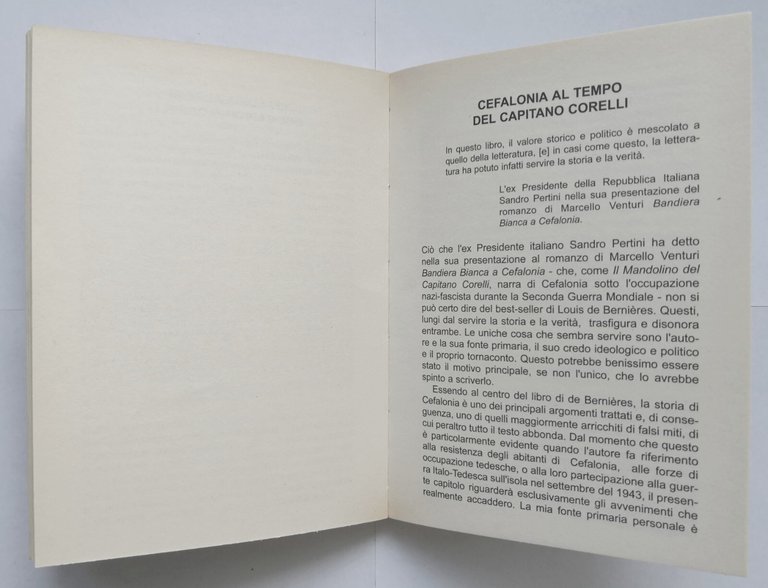 CEFALONIA AL TEMPO
DEL CAPITANO CORELLI
In questo libro, il valore storico e politico è mescolato a
quello della letteratura, [e] in casi come questo, la lettera-
tura ha potuto infatti servire la storia e la verità.
L'ex Presidente della Repubblica Italiana
Sandro Pertini nella sua presentazione del
romanzo di Marcello Venturi Bandiera
Bianca a Cefalonia.
Ciò che l'ex Presidente italiano Sandro Pertini ha detto
nella sua presentazione al romanzo di Marcello Venturi
Bandiera Bianca a Cefalonia - che, come Il Mandolino del
Capitano Corelli, narra di Cefalonia sotto l'occupazione
nazi-fascista durante la Seconda Guerra Mondiale - non si
può certo dire del best-seller di Louis de Bernières. Questi,
lungi dal servire la storia e la verità, trasfigura e disonora
entrambe. Le uniche cosa che sembra servire sono l'auto-
re e la sua fonte primaria, il suo credo ideologico e politico
e il proprio tornaconto. Questo potrebbe benissimo essere
stato il motivo principale, se non l'unico, che lo avrebbe
spinto a scriverlo.
Essendo al centro del libro di de Bernières, la storia di
Cefalonia è uno dei principali argomenti trattati e, di conse-
guenza, uno di quelli maggiormente arricchiti di falsi miti, di
cui peraltro tutto il testo abbonda. Dal momento che questo
è particolarmente evidente quando l'autore fa riferimento
alla resistenza degli abitanti di Cefalonia, alle forze di
occupazione tedesche, o alla loro partecipazione alla guer-
ra Italo-Tedesca sull'isola nel settembre del 1943, il presen-
te capitolo riguarderà esclusivamente gli avvenimenti che
realmente accaddero. La mia fonte primaria personale è